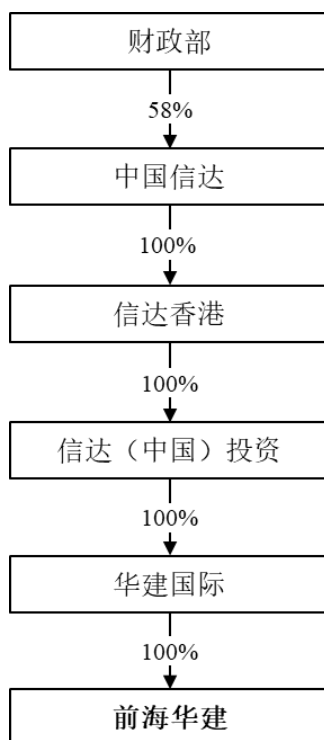 财政部
58%
中国信达
100%
信达香港
100%
信达（中国）投资
100%
华建国际
100%
前海华建